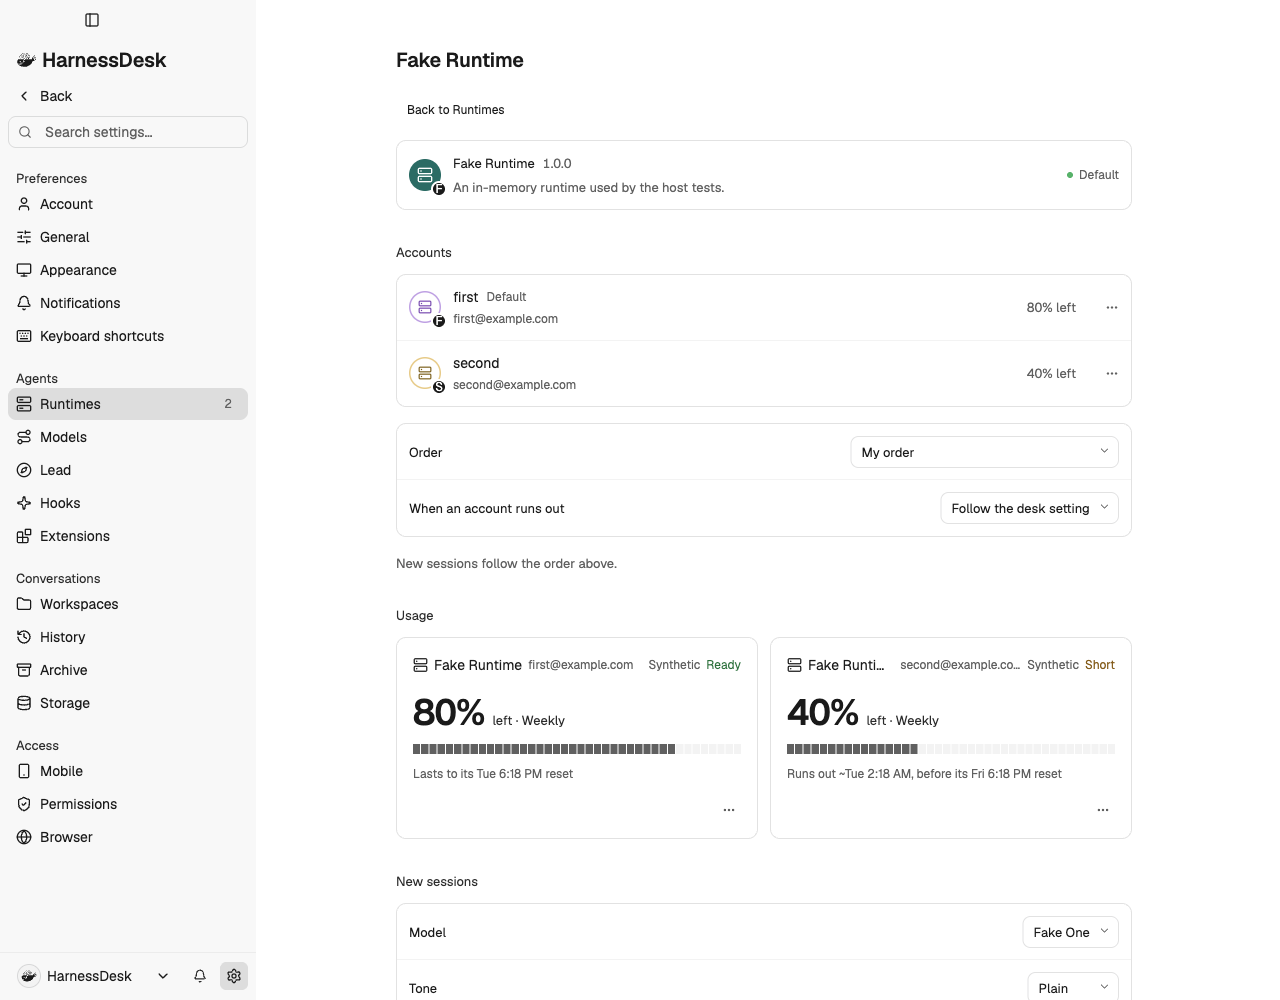 HarnessDesk
Back
Search settings...
Preferences
Account
General
Appearance
Notifications
Keyboard shortcuts
Agents
Runtimes 2
Models
Lead
Hooks
Extensions
Conversations
Workspaces
History
Archive
Storage
Access
Mobile
Permissions
Browser
HarnessDesk
Fake Runtime
Back to Runtimes
Fake Runtime 1.0.0
F An in-memory runtime used by the host tests.
Default
Accounts
first Default
F first@example.com
80% left
second
S second@example.com
40% left
Order My order
When an account runs out Follow the desk setting
New sessions follow the order above.
Usage
Fake Runtime first@example.com Synthetic Ready
80% left · Weekly
Lasts to its Tue 6:18 PM reset
Fake Runti... second@example.co... Synthetic Short
40% left · Weekly
Runs out ~Tue 2:18 AM, before its Fri 6:18 PM reset
New sessions
Model Fake One
Tone Plain